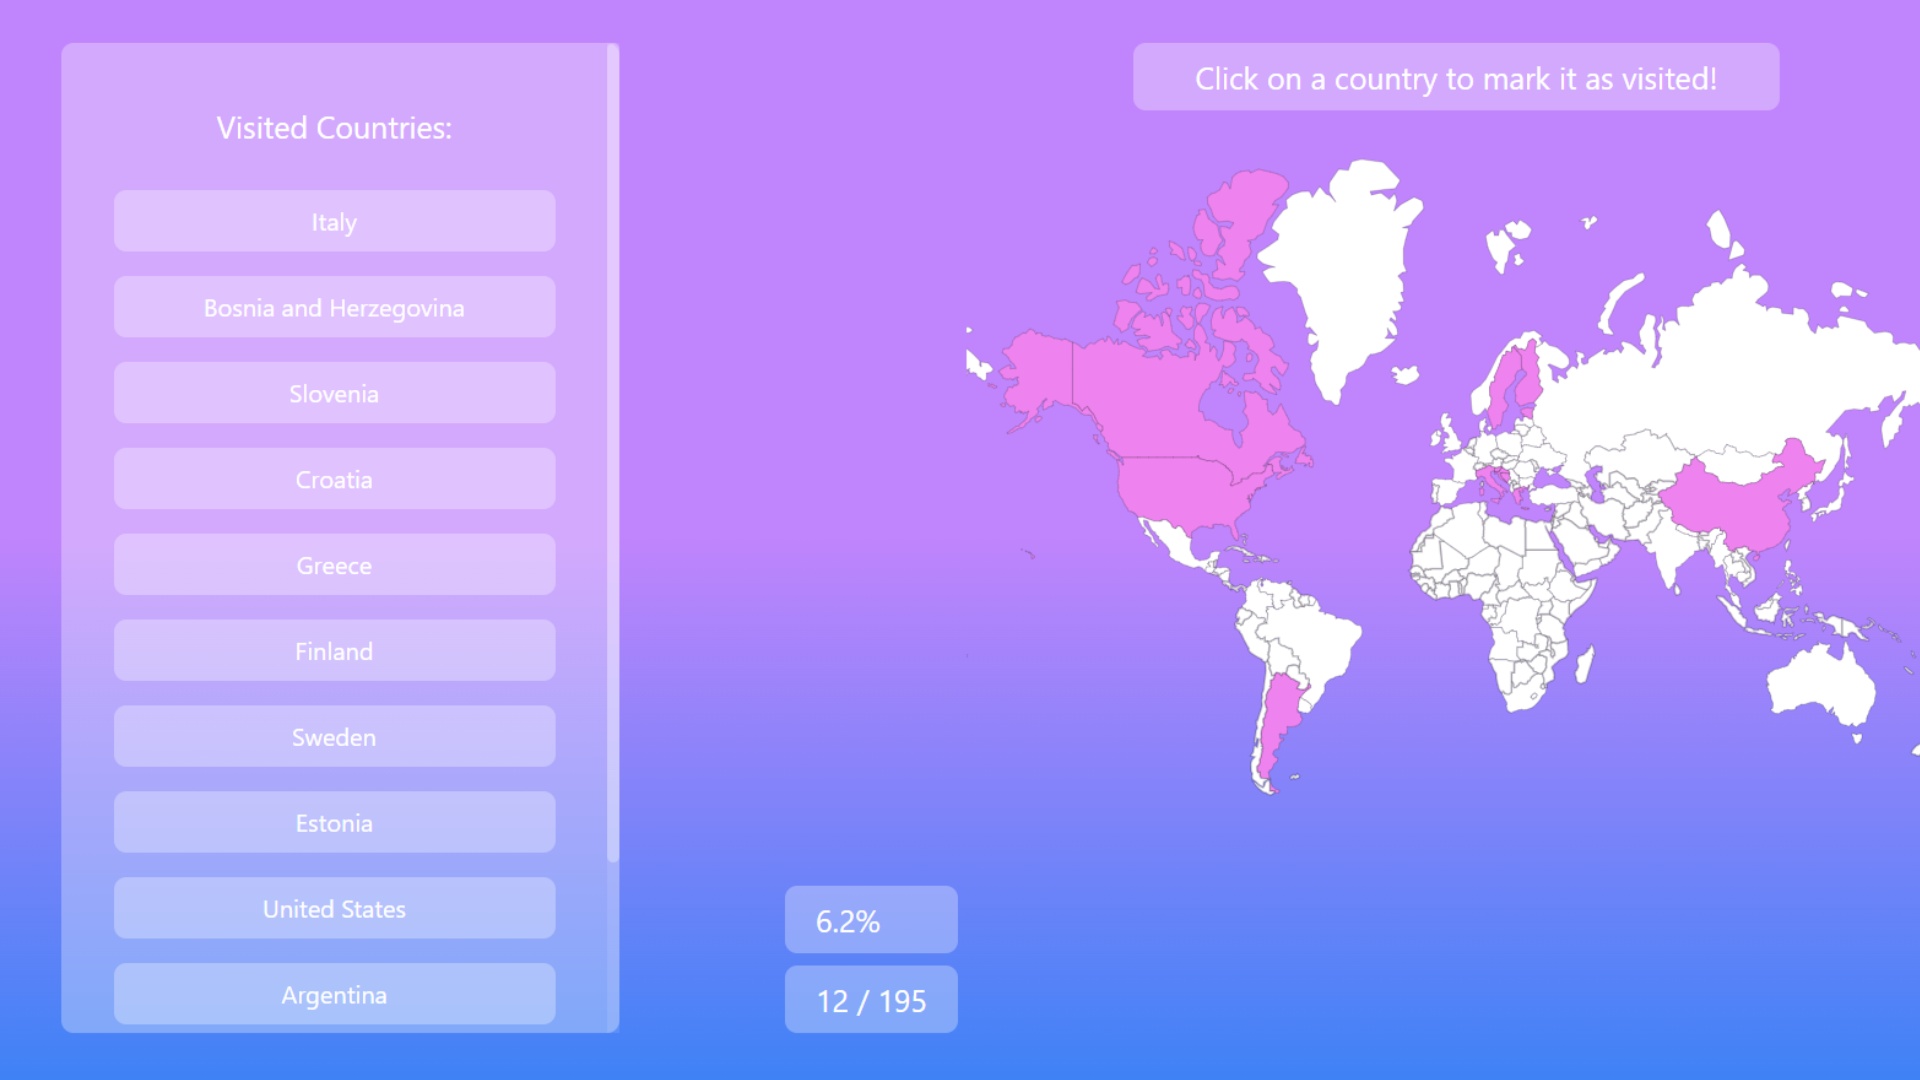 Click on a country to mark it as visited!
Visited Countries:
Italy
Bosnia and Herzegovina
Slovenia
Croatia
Greece
Finland
Sweden
Estonia
United States
Argentina
6.2%
12 / 195